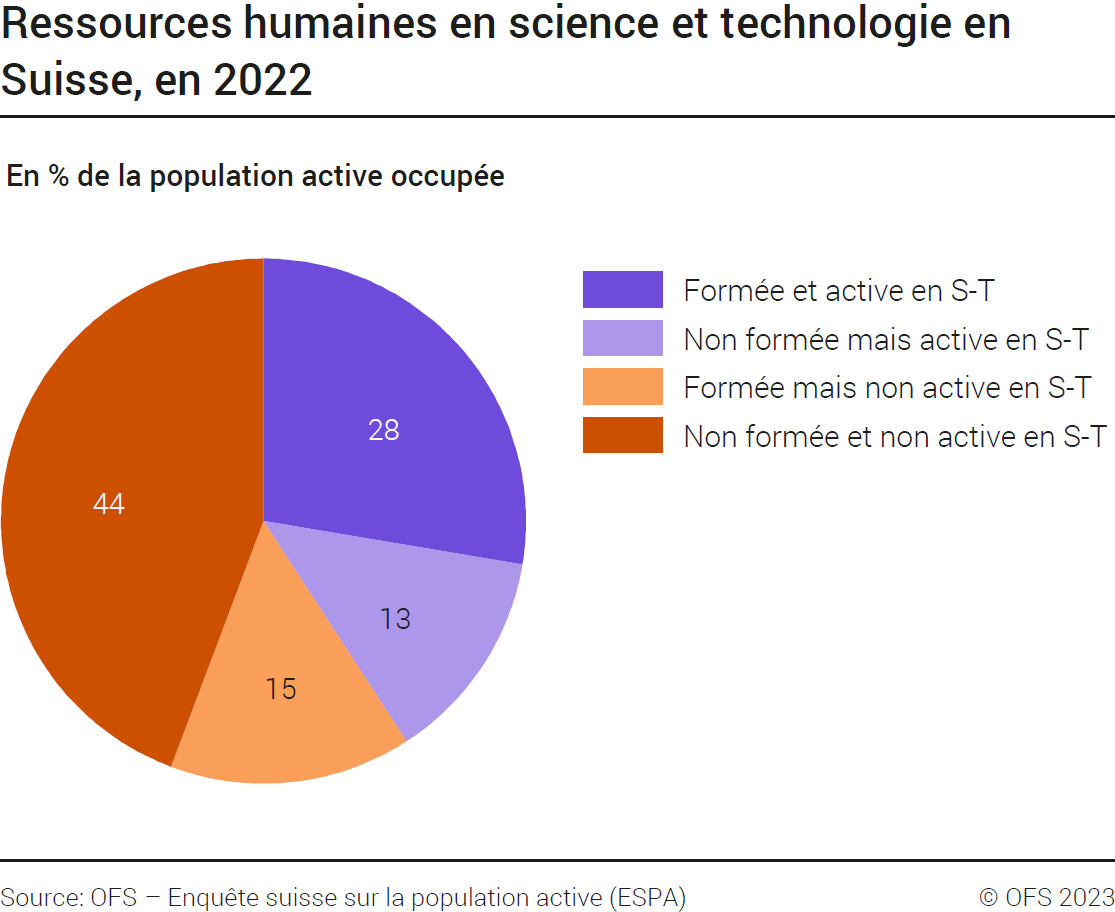 Ressources humaines en science et technologie en
Suisse, en 2022
En % de la population active occupée
Formée et active en S-T
Non formée mais active en S-T
Formée mais non active en S-T
Non formée et non active en S-T
28
44
13
15
Source: OFS – Enquête suisse sur la population active (ESPA)
© OFS 2023